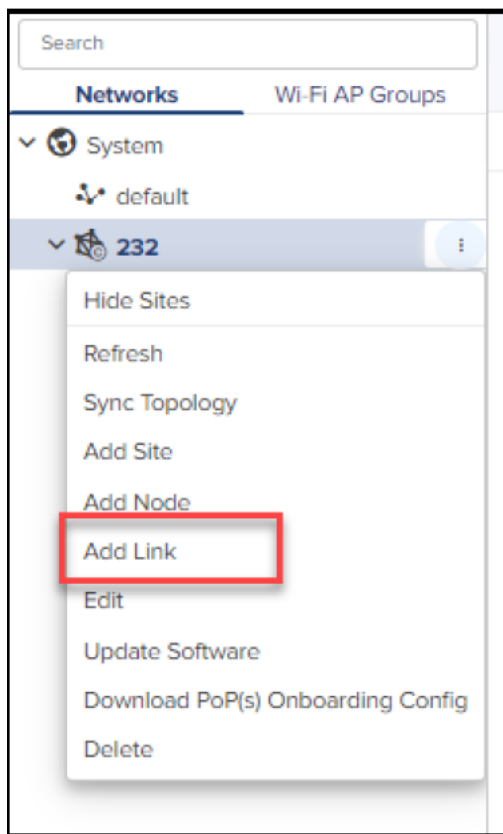 Search
Networks Wi-Fi AP Groups
System
default
232
Hide Sites
Refresh
Sync Topology
Add Site
Add Node
Add Link
Edit
Update Software
Download PoP(s) Onboarding Config
Delete